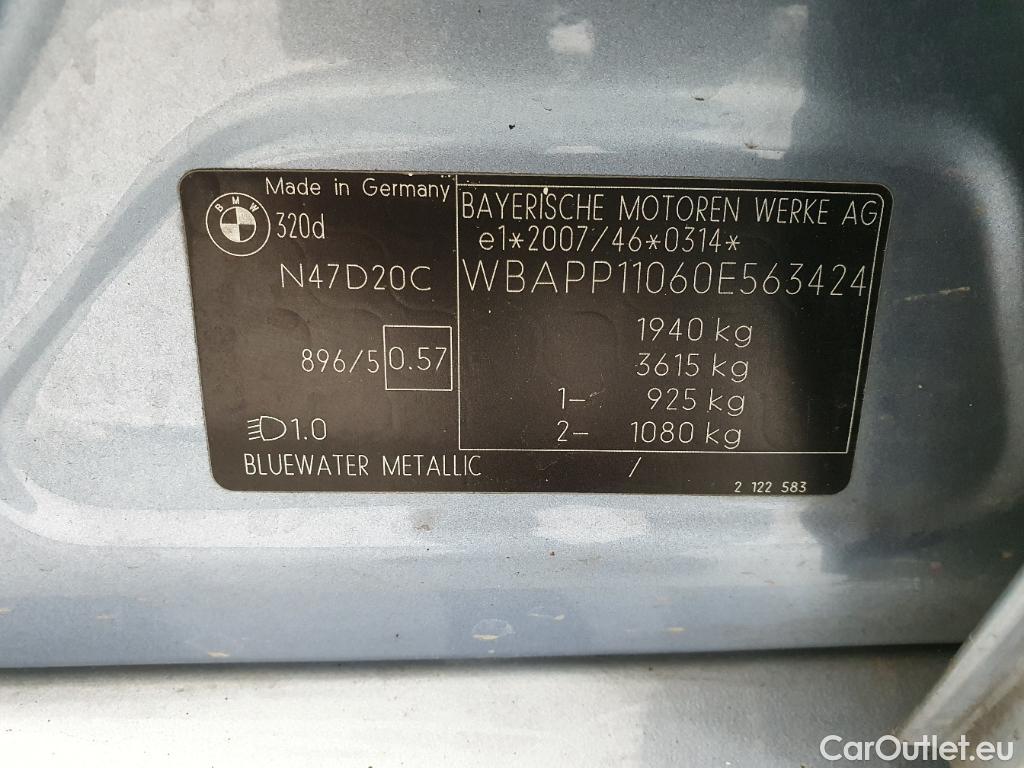 Made in Germany
BMW
320d
N47D20C
896/5 0.57
1.0
BLUEWATER METALLIC
BAYERISCHE MOTOREN WERKE AG
e1*2007/46*0314*
WBAPP11060E563424
1940 kg
3615 kg
1- 925 kg
2- 1080 kg
/
2 122 583
CarOutlet.eu